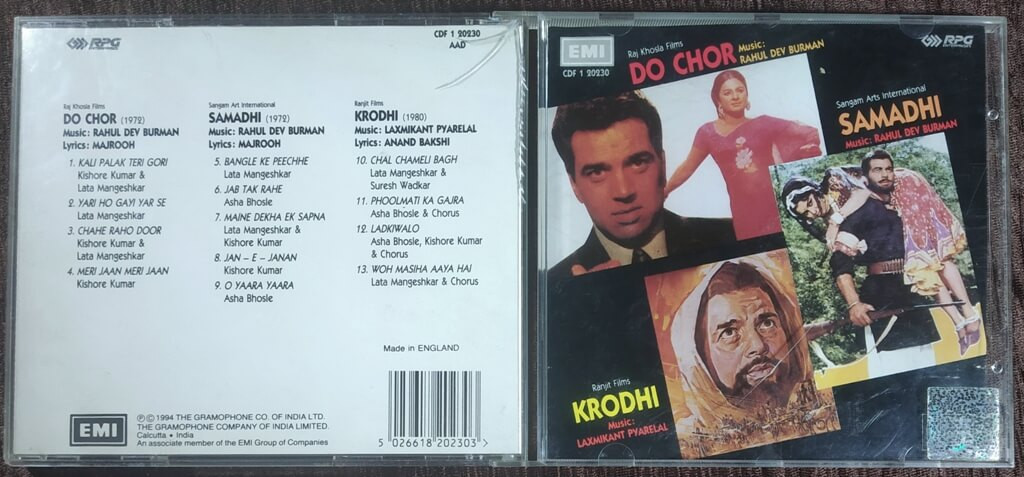 RPG
CDF 1 20230
AAD
Raj Khosla Films
DO CHOR (1972)
Music: RAHUL DEV BURMAN
Lyrics: MAJROOH
1. KALI PALAK TERI GORI
Kishore Kumar &
Lata Mangeshkar
2. YARI HO GAYI YAR SE
Lata Mangeshkar
3. CHAHE RAHO DOOR
Kishore Kumar &
Lata Mangeshkar
4. MERI JAAN MERI JAAN
Kishore Kumar
Sangam Art International
SAMADHI (1972)
Music: RAHUL DEV BURMAN
Lyrics: MAJROOH
5. BANGLE KE PEECHHE
Lata Mangeshkar
6. JAB TAK RAHE
Asha Bhosle
7. MAINE DEKHA EK SAPNA
Lata Mangeshkar &
Kishore Kumar
8. JAN – E – JANAN
Kishore Kumar
9. O YAARA YAARA
Asha Bhosle
Ranjit Films
KRODHI (1980)
Music: LAXMIKANT PYARELAL
Lyrics: ANAND BAKSHI
10. CHAL CHAMELI BAGH
Lata Mangeshkar &
Suresh Wadkar
11. PHOOLMATI KA GAJRA
Asha Bhosle & Chorus
12. LADKIWALO
Asha Bhosle, Kishore Kumar
& Chorus
13. WOH MASIHA AAYA HAI
Lata Mangeshkar & Chorus
Made in ENGLAND
EMI
℗ © 1994 THE GRAMOPHONE CO. OF INDIA LTD.
THE GRAMOPHONE COMPANY OF INDIA LIMITED.
Calcutta • India
An associate member of the EMI Group of Companies
5 026618 202303 >
EMI
CDF 1 20230
Raj Khosla Films
DO CHOR
Music:
RAHUL DEV BURMAN
RPG
Sangam Arts International
SAMADHI
Music: RAHUL DEV BURMAN
Ranjit Films
KRODHI
Music:
LAXMIKANT PYARELAL